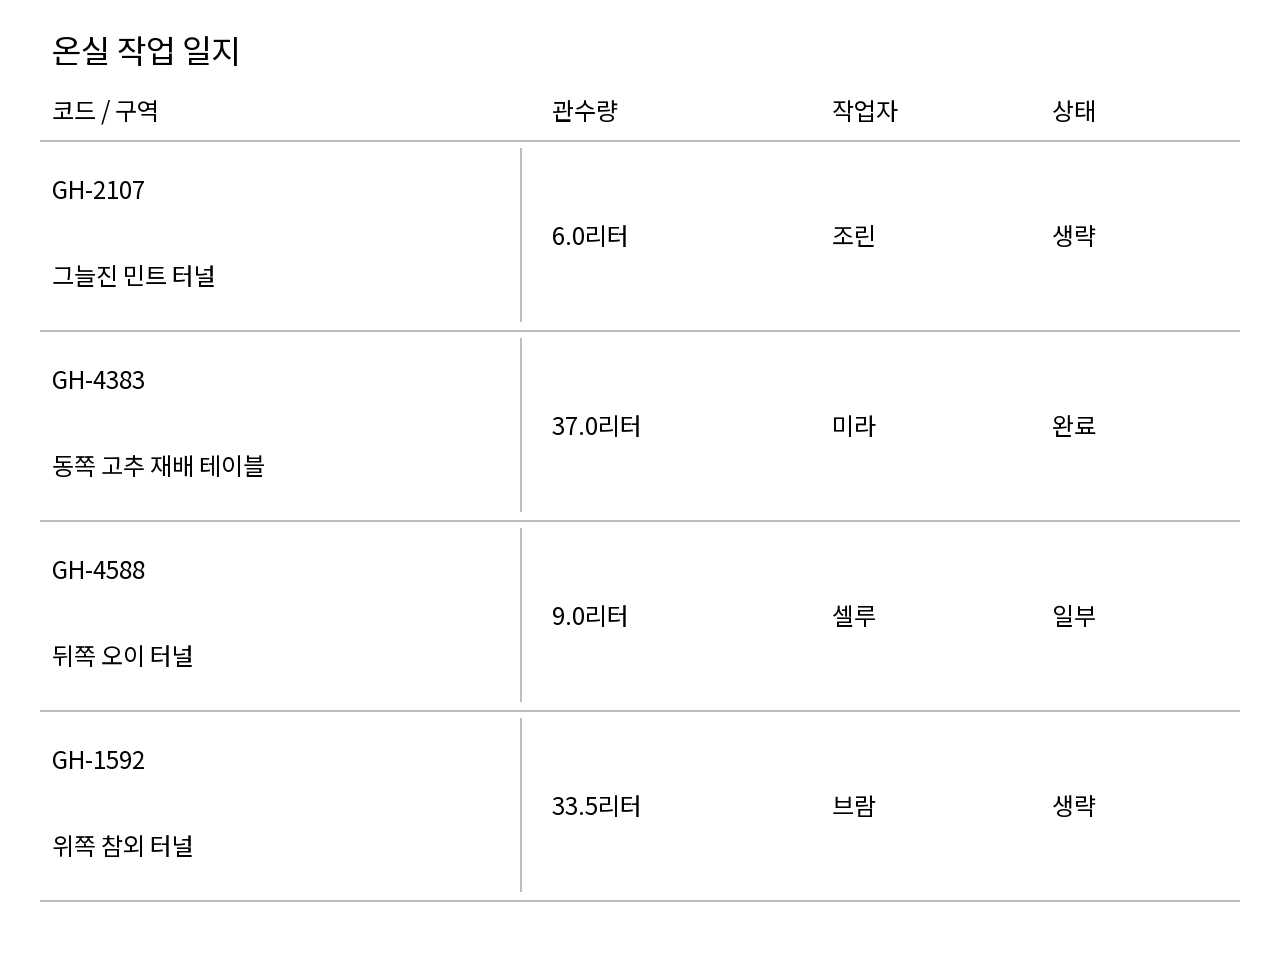 온실 작업 일지
코드 / 구역 관수량 작업자 상태
GH-2107
그늘진 민트 터널
6.0리터 조린 생략
GH-4383
동쪽 고추 재배 테이블
37.0리터 미라 완료
GH-4588
뒤쪽 오이 터널
9.0리터 셀루 일부
GH-1592
위쪽 참외 터널
33.5리터 브람 생략